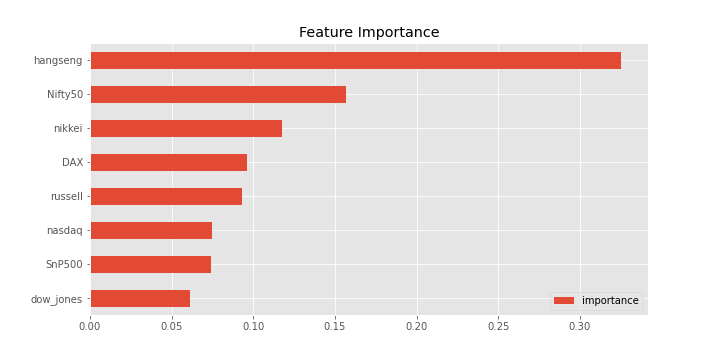 Feature Importance
hangseng
Nifty50
nikkei
DAX
russell
nasdaq
SnP500
dow_jones
importance
0.00 0.05 0.10 0.15 0.20 0.25 0.30